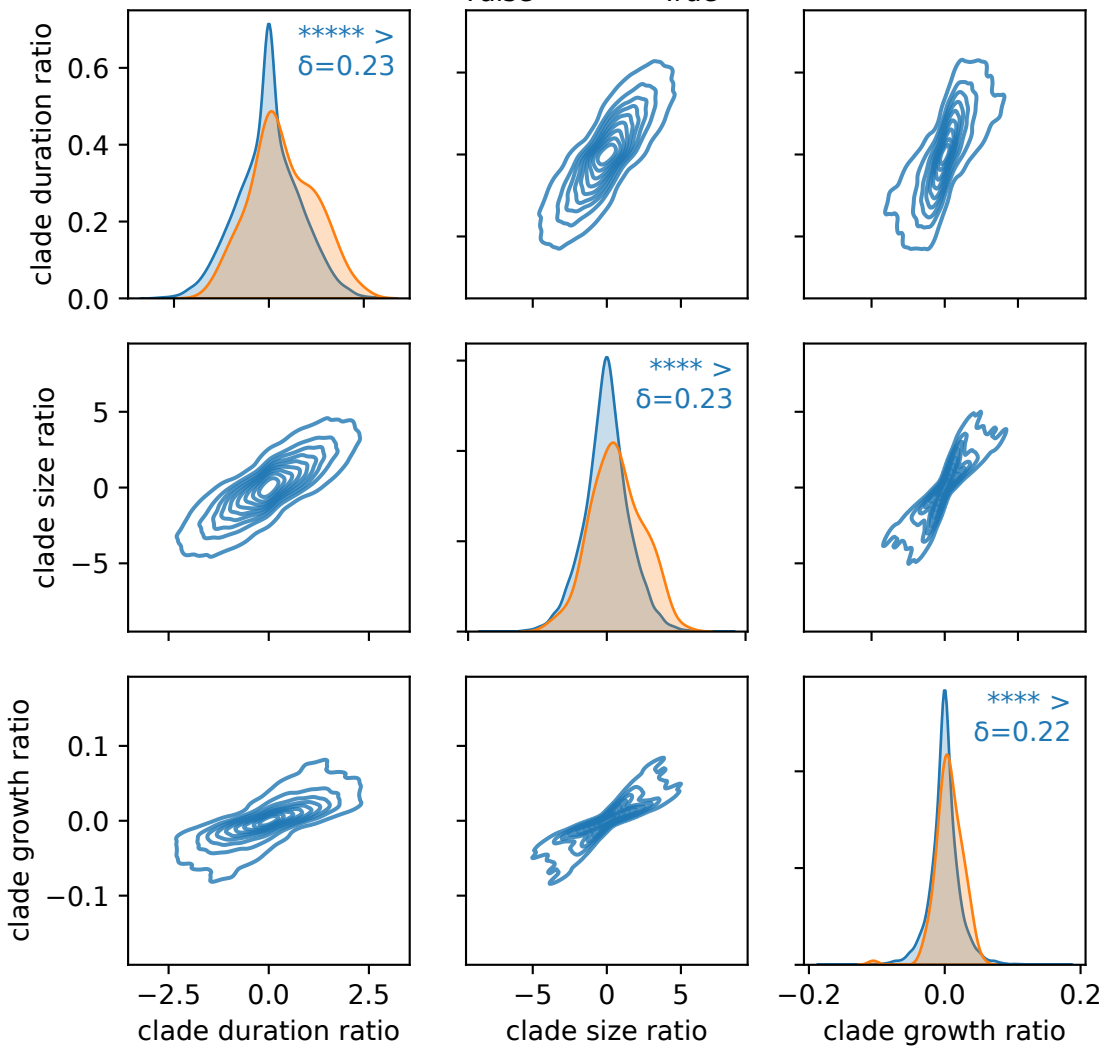 clade duration ratio
0.6
0.4
0.2
0.0
***** >
δ=0.23
clade size ratio
5
0
−5
**** >
δ=0.23
clade growth ratio
0.1
0.0
−0.1
**** >
δ=0.22
−2.5 0.0 2.5
−5 0 5
−0.2 0.0 0.2
clade duration ratio
clade size ratio
clade growth ratio